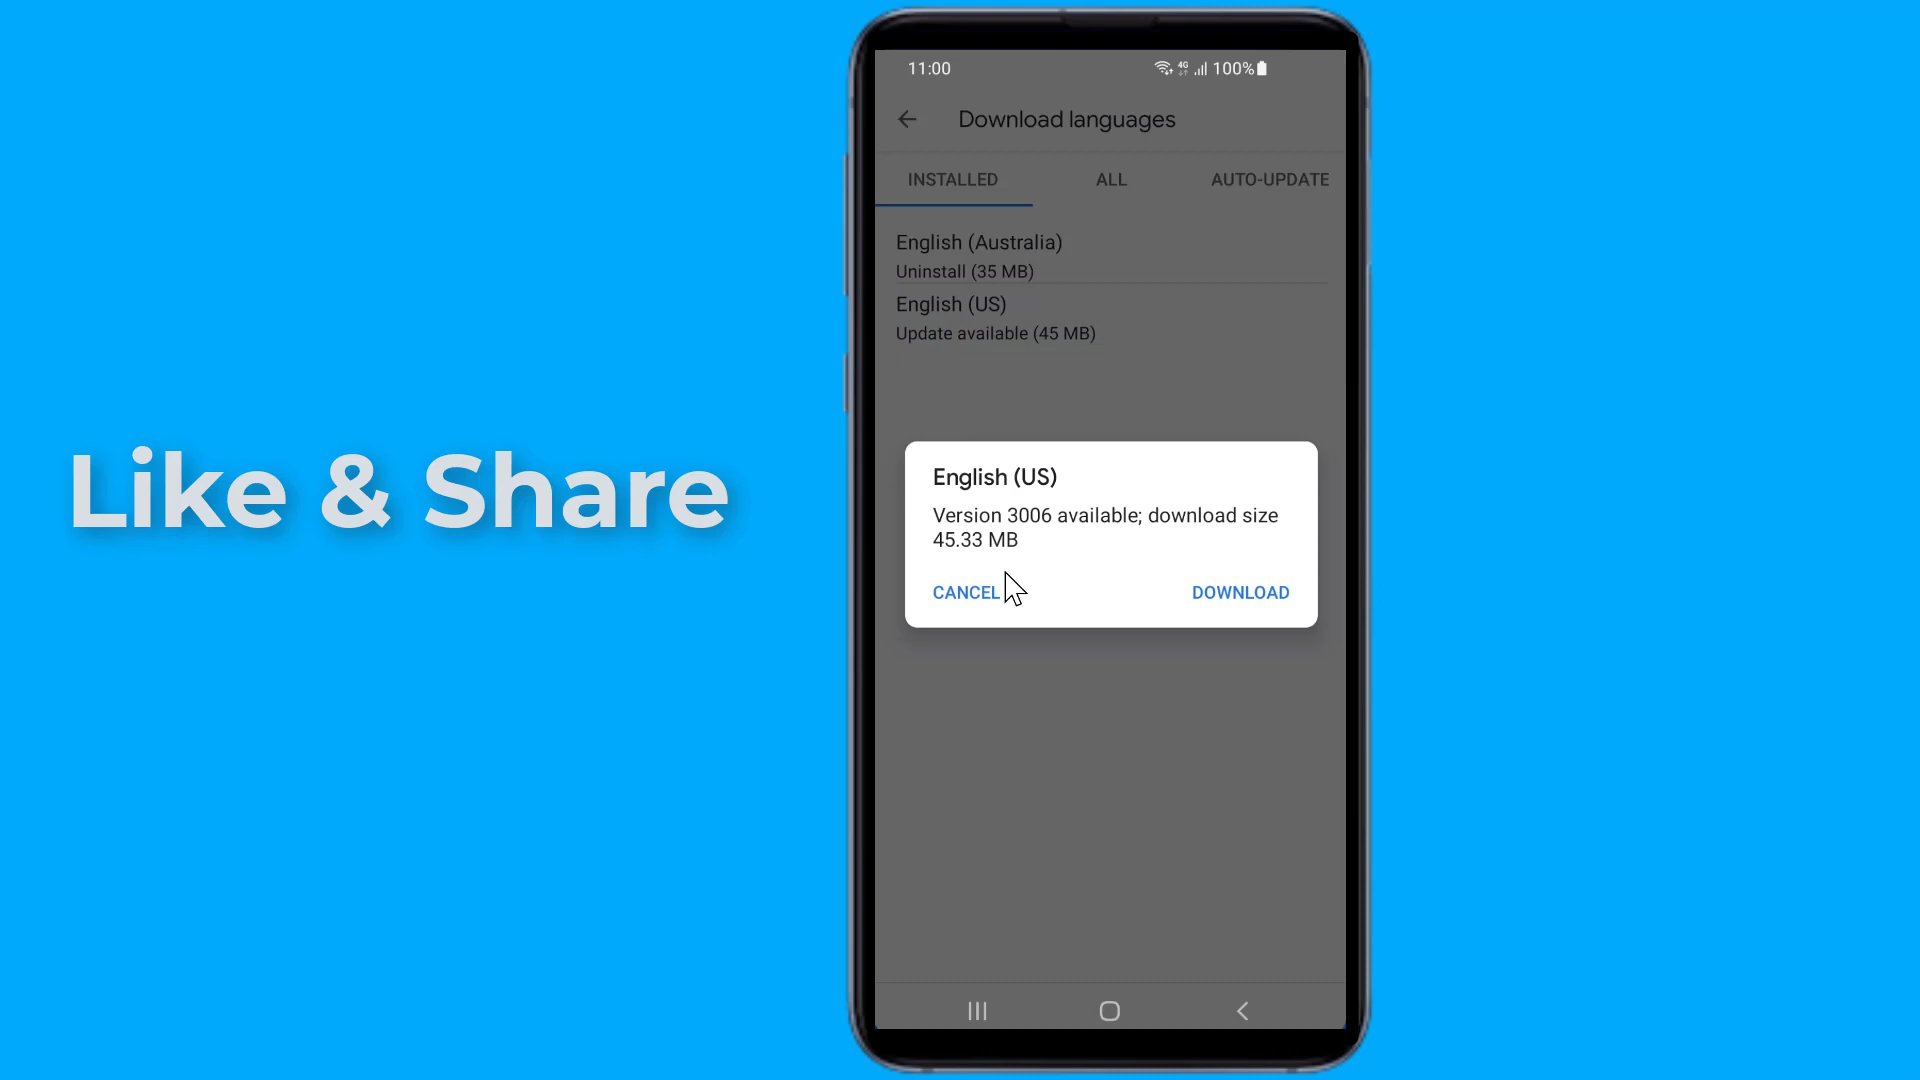 Like & Share
11:00
4G
100%
Download languages
INSTALLED ALL AUTO-UPDATE
English (Australia)
Uninstall (35 MB)
English (US)
Update available (45 MB)
English (US)
Version 3006 available; download size
45.33 MB
CANCEL DOWNLOAD